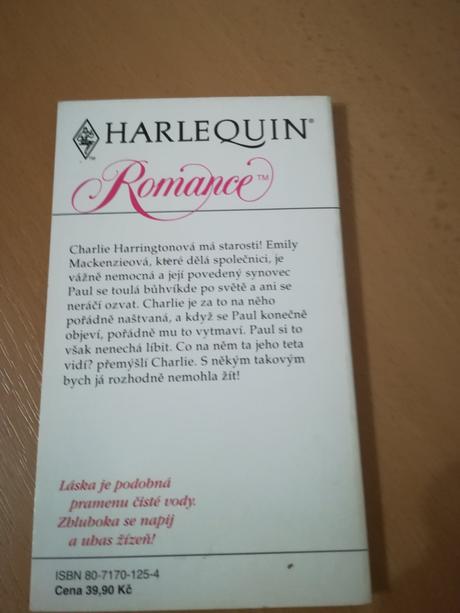 HARLEQUIN®
TM
Romance™
Charlie Harringtonová má starosti! Emily
Mackenzieová, které dělá společnici, je
vážně nemocná a její povedený synovec
Paul se toulá bůhvíkde po světě a ani se
neráčí ozvat. Charlie je za to na něho
pořádně naštvaná, a když se Paul konečně
objeví, pořádně mu to vytmaví. Paul si to
však nenechá líbit. Co na něm ta jeho teta
vidí? přemýšlí Charlie. S někým takovým
bych já rozhodně nemohla žít!
Láska je podobná
pramenu čisté vody.
Zhluboka se napij
a uhas žízeň!
ISBN 80-7170-125-4
Cena 39,90 Kč